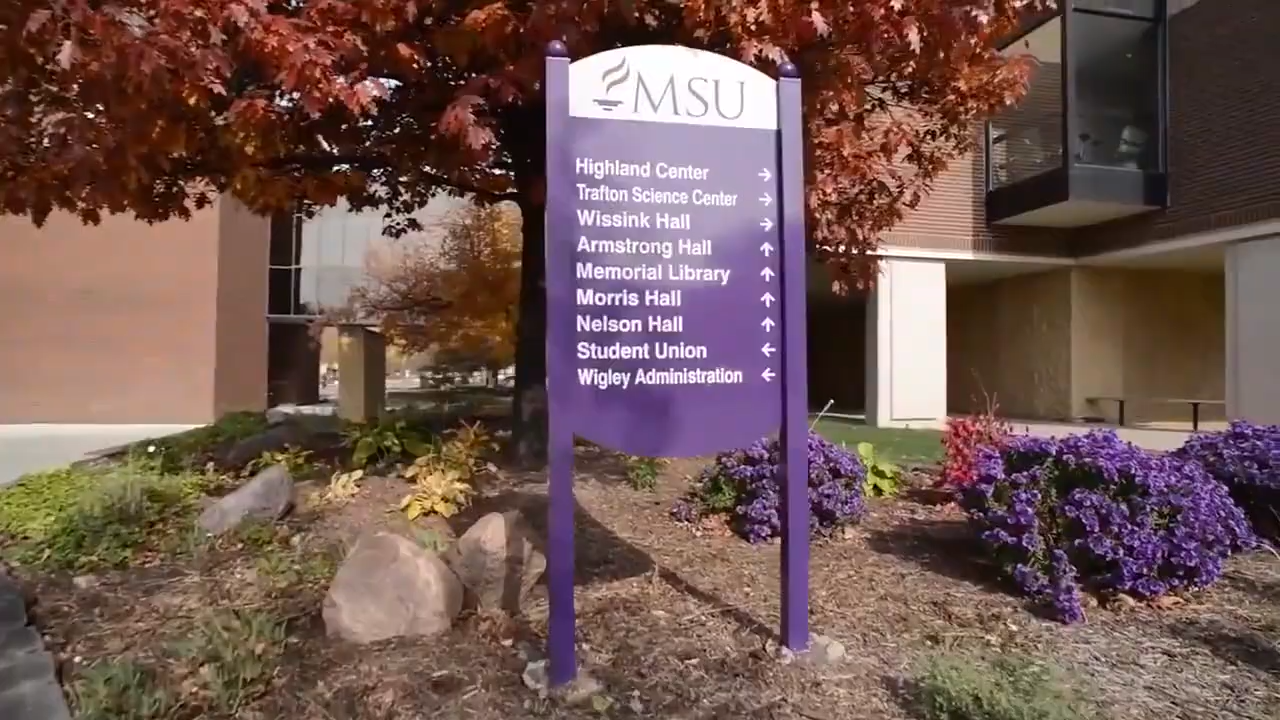 MSU
Highland Center →
Trafton Science Center →
Wissink Hall →
Armstrong Hall ↑
Memorial Library ↑
Morris Hall ↑
Nelson Hall ↑
Student Union ←
Wigley Administration ←